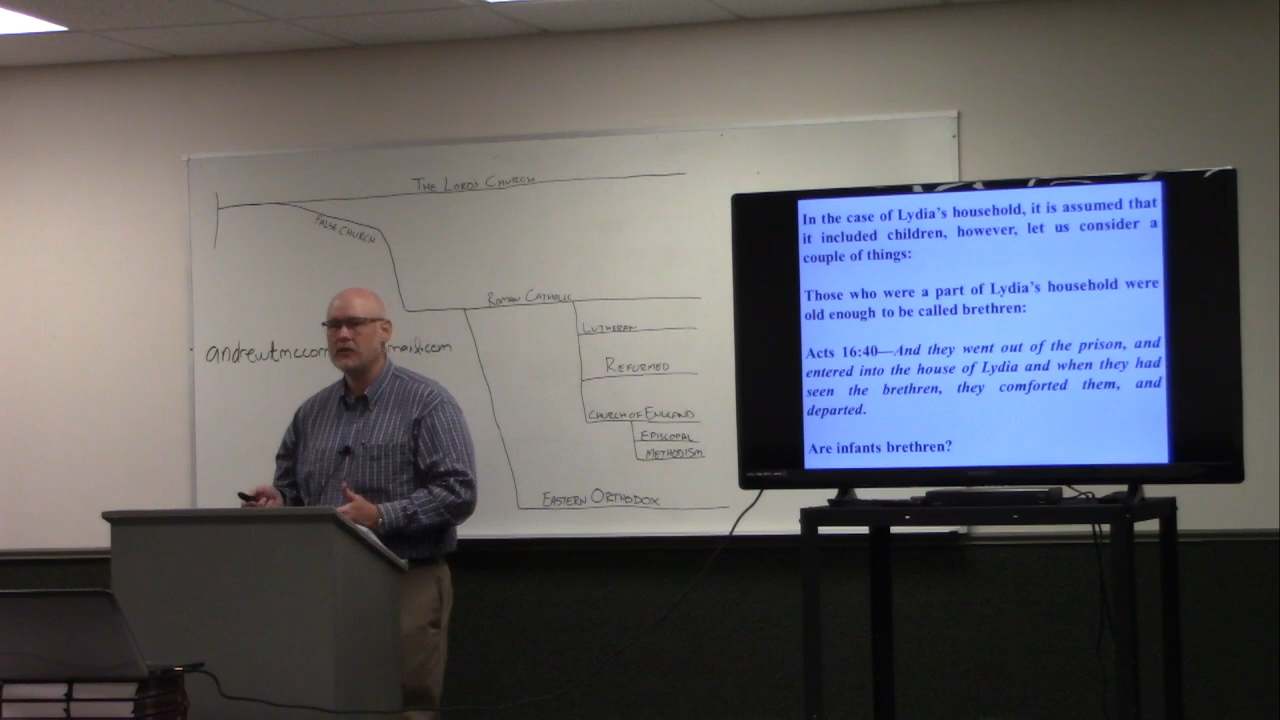 THE LORD'S CHURCH
FALSE CHURCH
ROMAN CATHOLIC
LUTHERAN
REFORMED
CHURCH OF ENGLAND
EPISCOPAL
METHODISM
EASTERN ORTHODOX
In the case of Lydia's household, it is assumed that
it included children, however, let us consider a
couple of things:
Those who were a part of Lydia's household were
old enough to be called brethren:
Acts 16:40—And they went out of the prison, and
entered into the house of Lydia and when they had
seen the brethren, they comforted them, and
departed.
Are infants brethren?